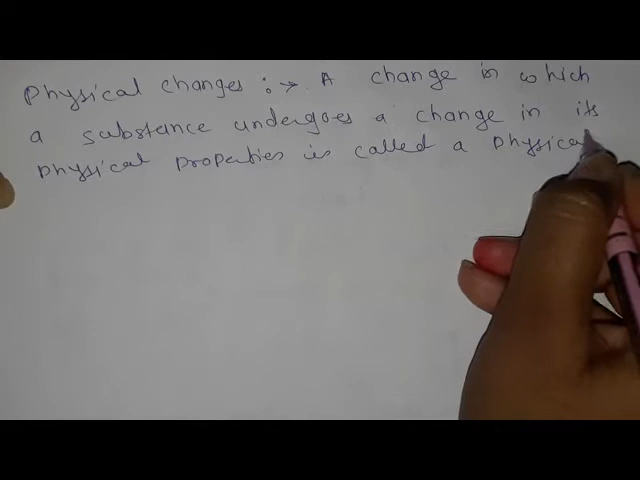 Physical changes :→ A change in which
a substance undergoes a change in its
physical properties is called a physica